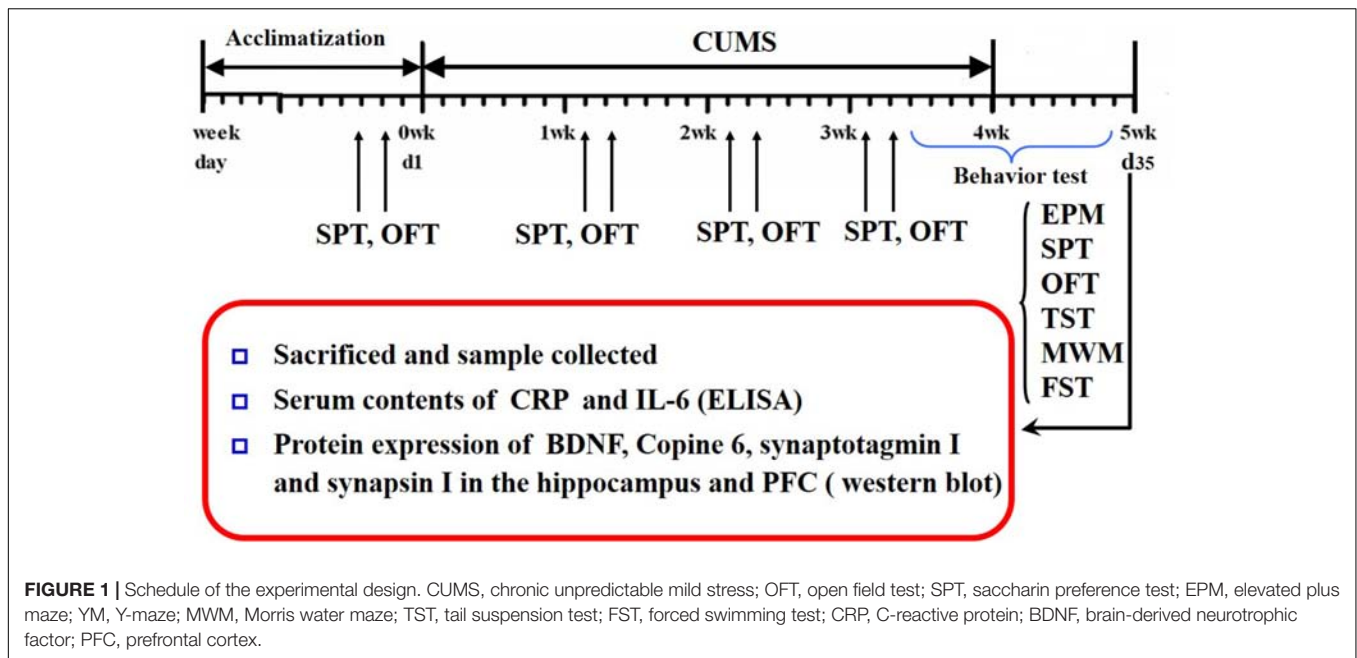 Acclimatization
CUMS
week 0wk 1wk 2wk 3wk 4wk 5wk
day d1 d35
Behavior test
SPT, OFT SPT, OFT SPT, OFT SPT, OFT
EPM
SPT
OFT
TST
MWM
FST
Sacrificed and sample collected
Serum contents of CRP and IL-6 (ELISA)
Protein expression of BDNF, Copine 6, synaptotagmin I
and synapsin I in the hippocampus and PFC ( western blot)
FIGURE 1 | Schedule of the experimental design. CUMS, chronic unpredictable mild stress; OFT, open field test; SPT, saccharin preference test; EPM, elevated plus
maze; YM, Y-maze; MWM, Morris water maze; TST, tail suspension test; FST, forced swimming test; CRP, C-reactive protein; BDNF, brain-derived neurotrophic
factor; PFC, prefrontal cortex.